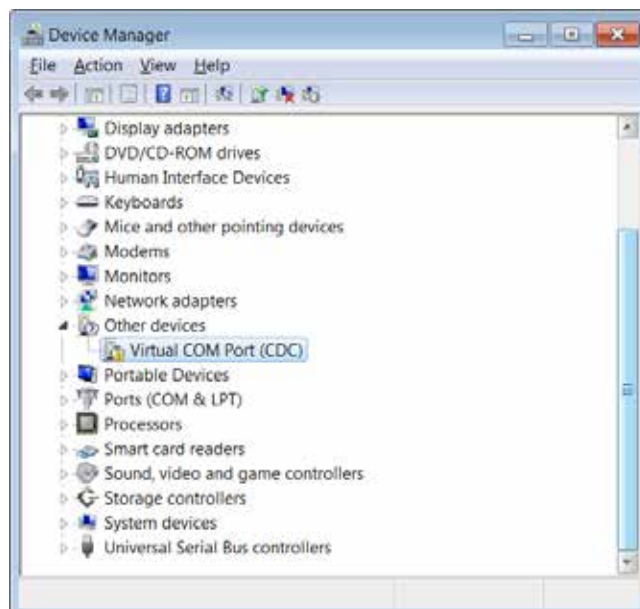 Device Manager
File Action View Help
Display adapters
DVD/CD-ROM drives
Human Interface Devices
Keyboards
Mice and other pointing devices
Modems
Monitors
Network adapters
Other devices
Virtual COM Port (CDC)
Portable Devices
Ports (COM & LPT)
Processors
Smart card readers
Sound, video and game controllers
Storage controllers
System devices
Universal Serial Bus controllers